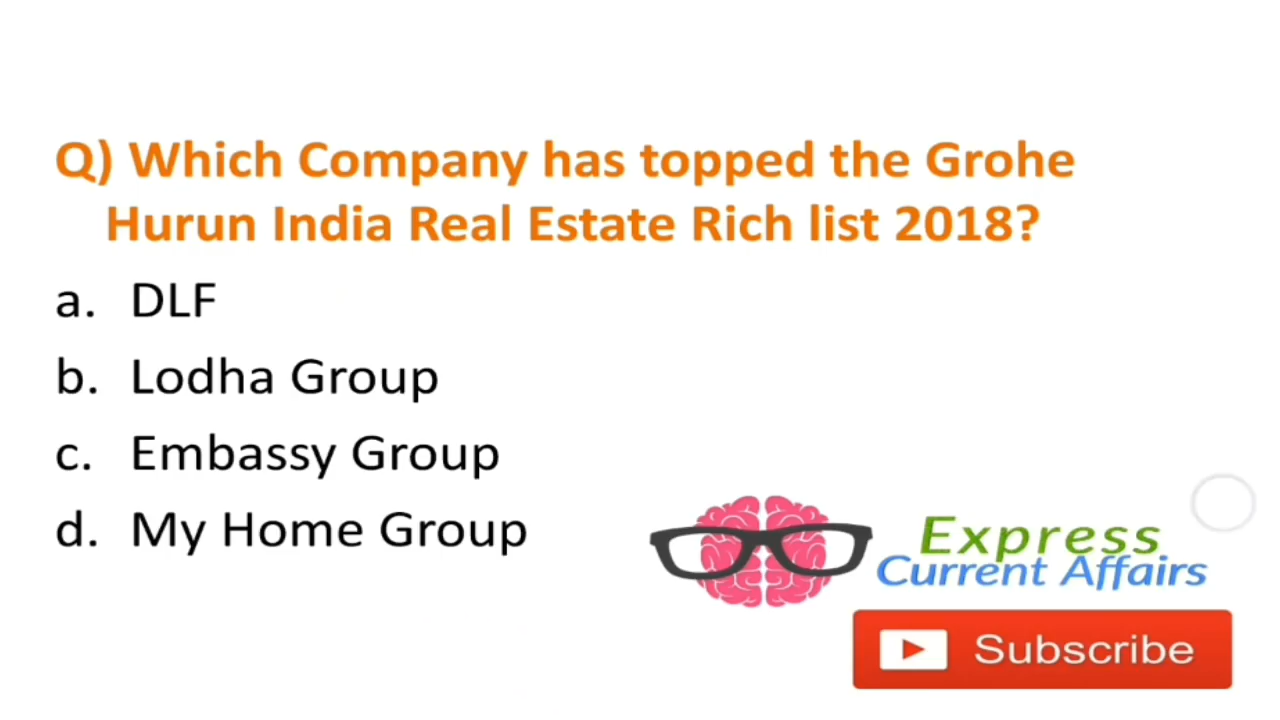 Q) Which Company has topped the Grohe
Hurun India Real Estate Rich list 2018?
a. DLF
b. Lodha Group
c. Embassy Group
d. My Home Group
Express
Current Affairs
Subscribe